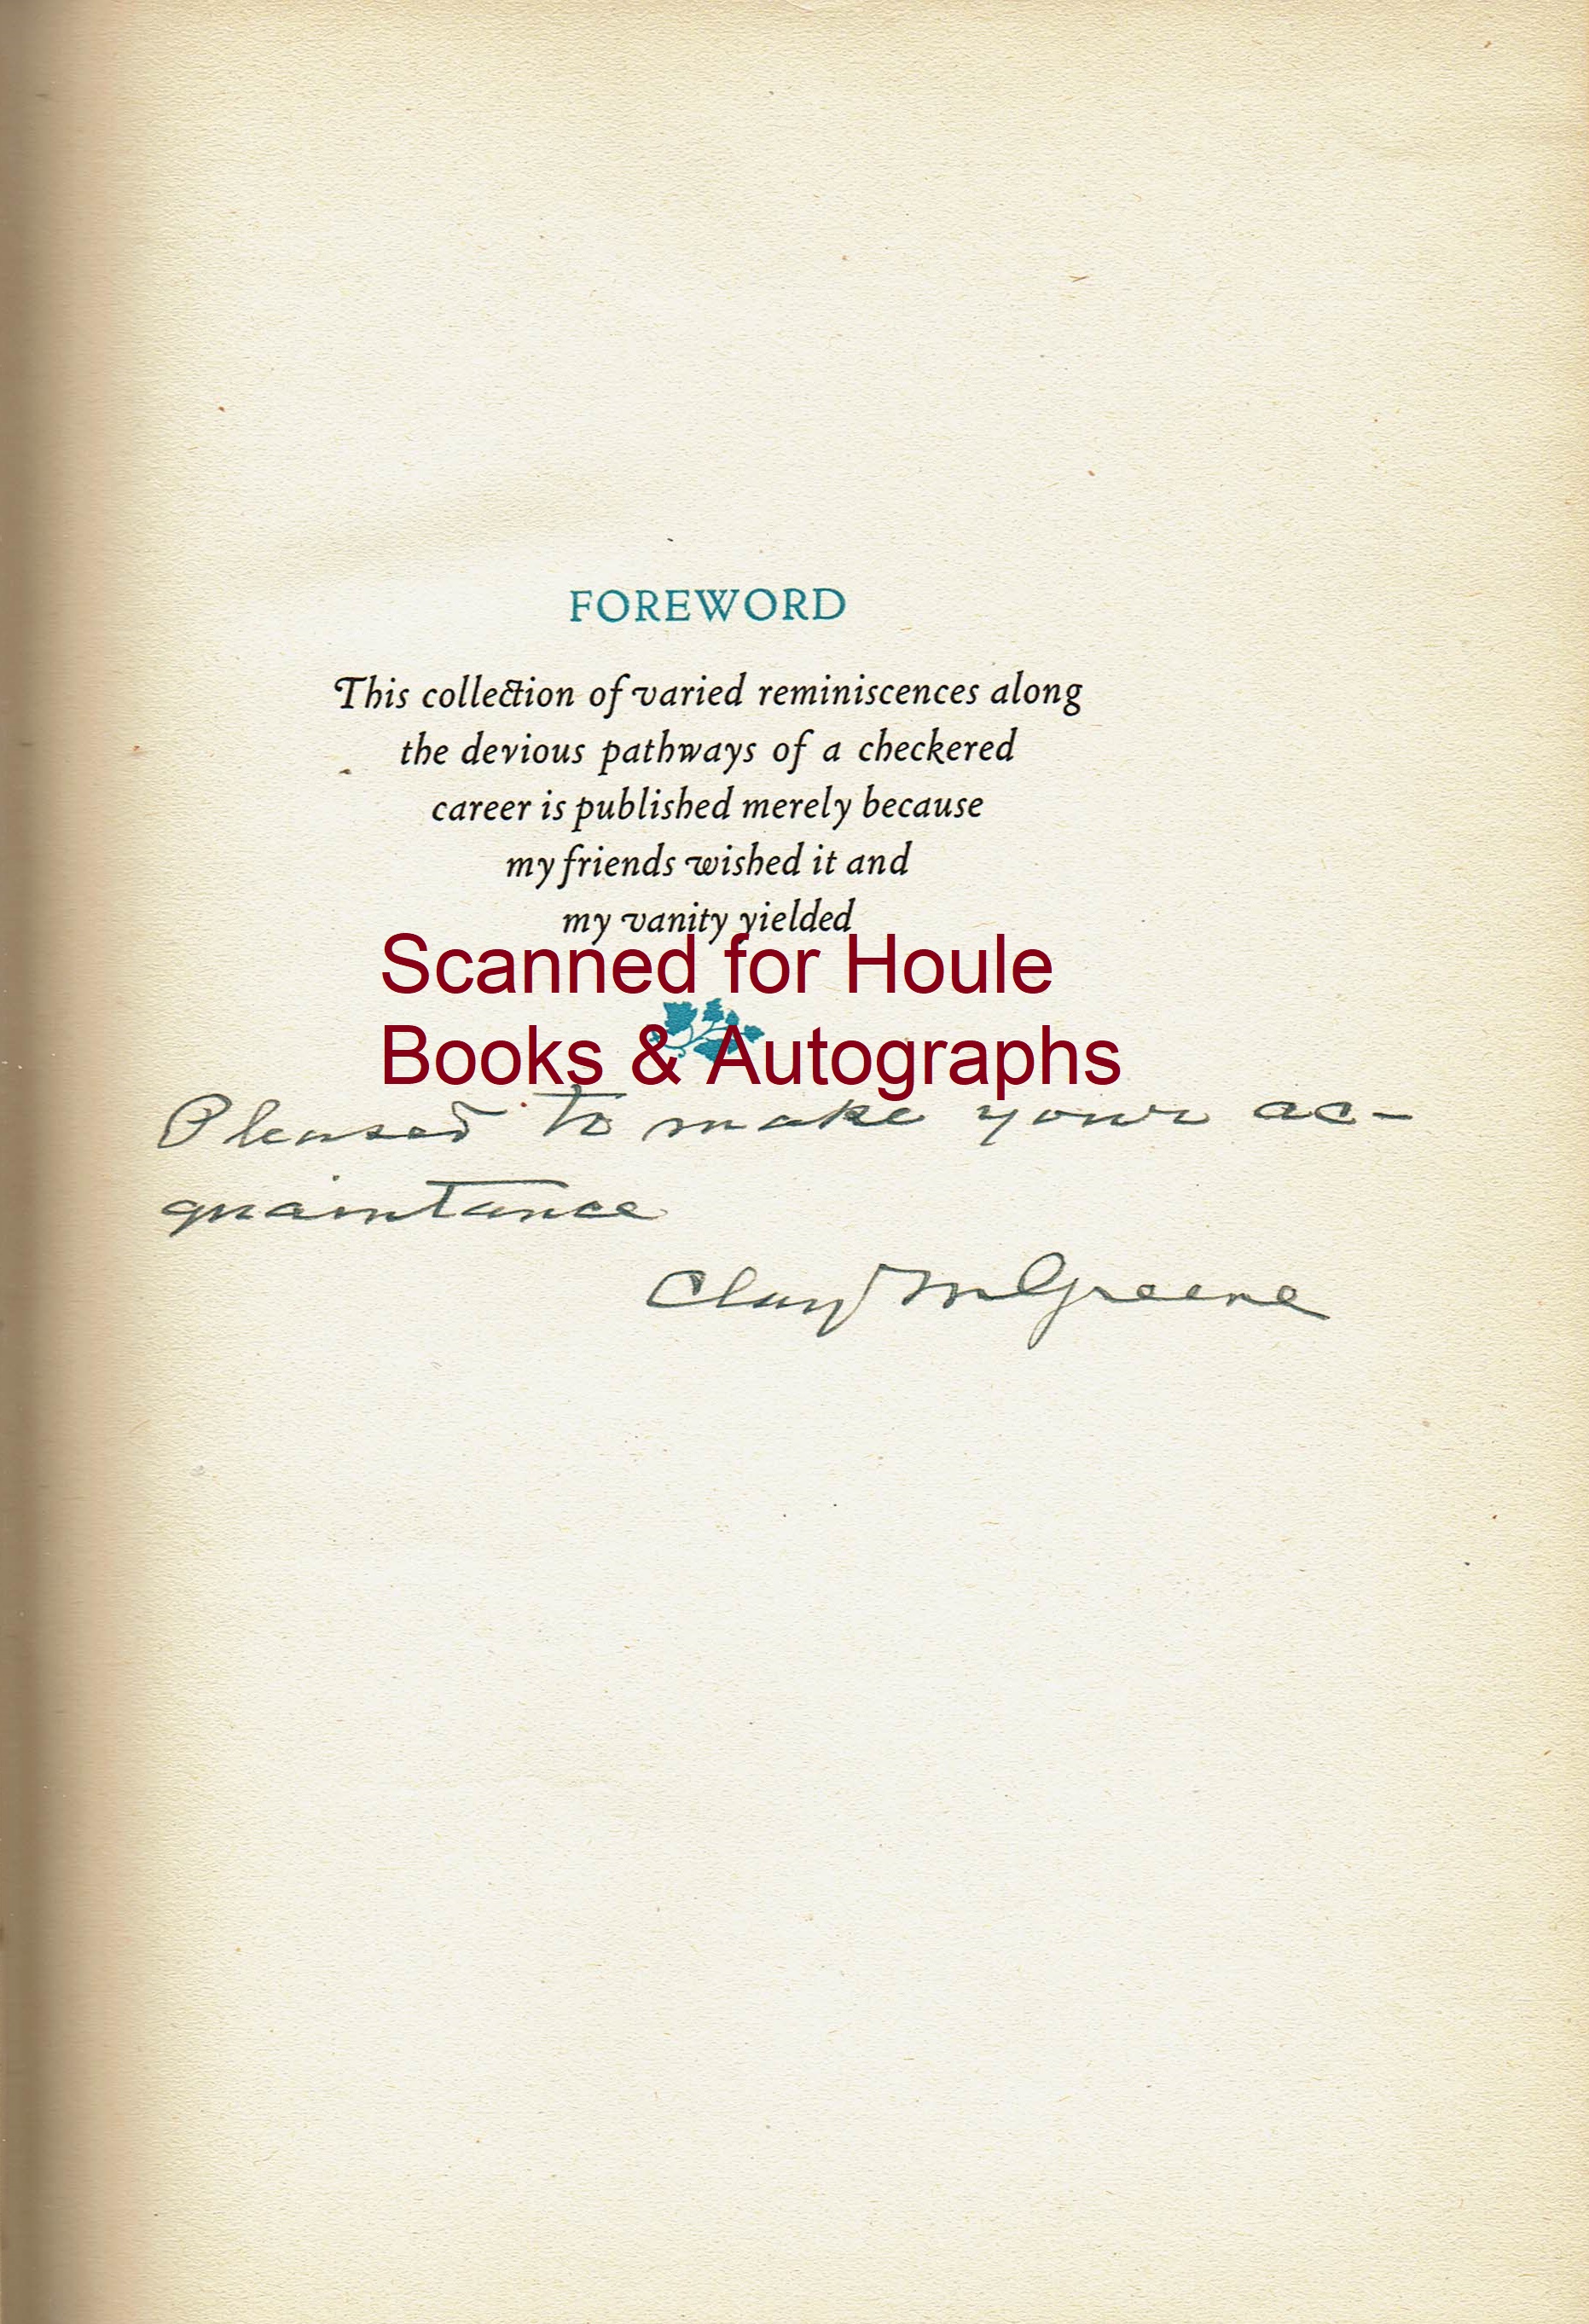 FOREWORD
This collection of varied reminiscences along
the devious pathways of a checkered
career is published merely because
my friends wished it and
my vanity yielded
Scanned for Houle
Books & Autographs
Pleased to make your ac-
quaintance
Clay M Greene